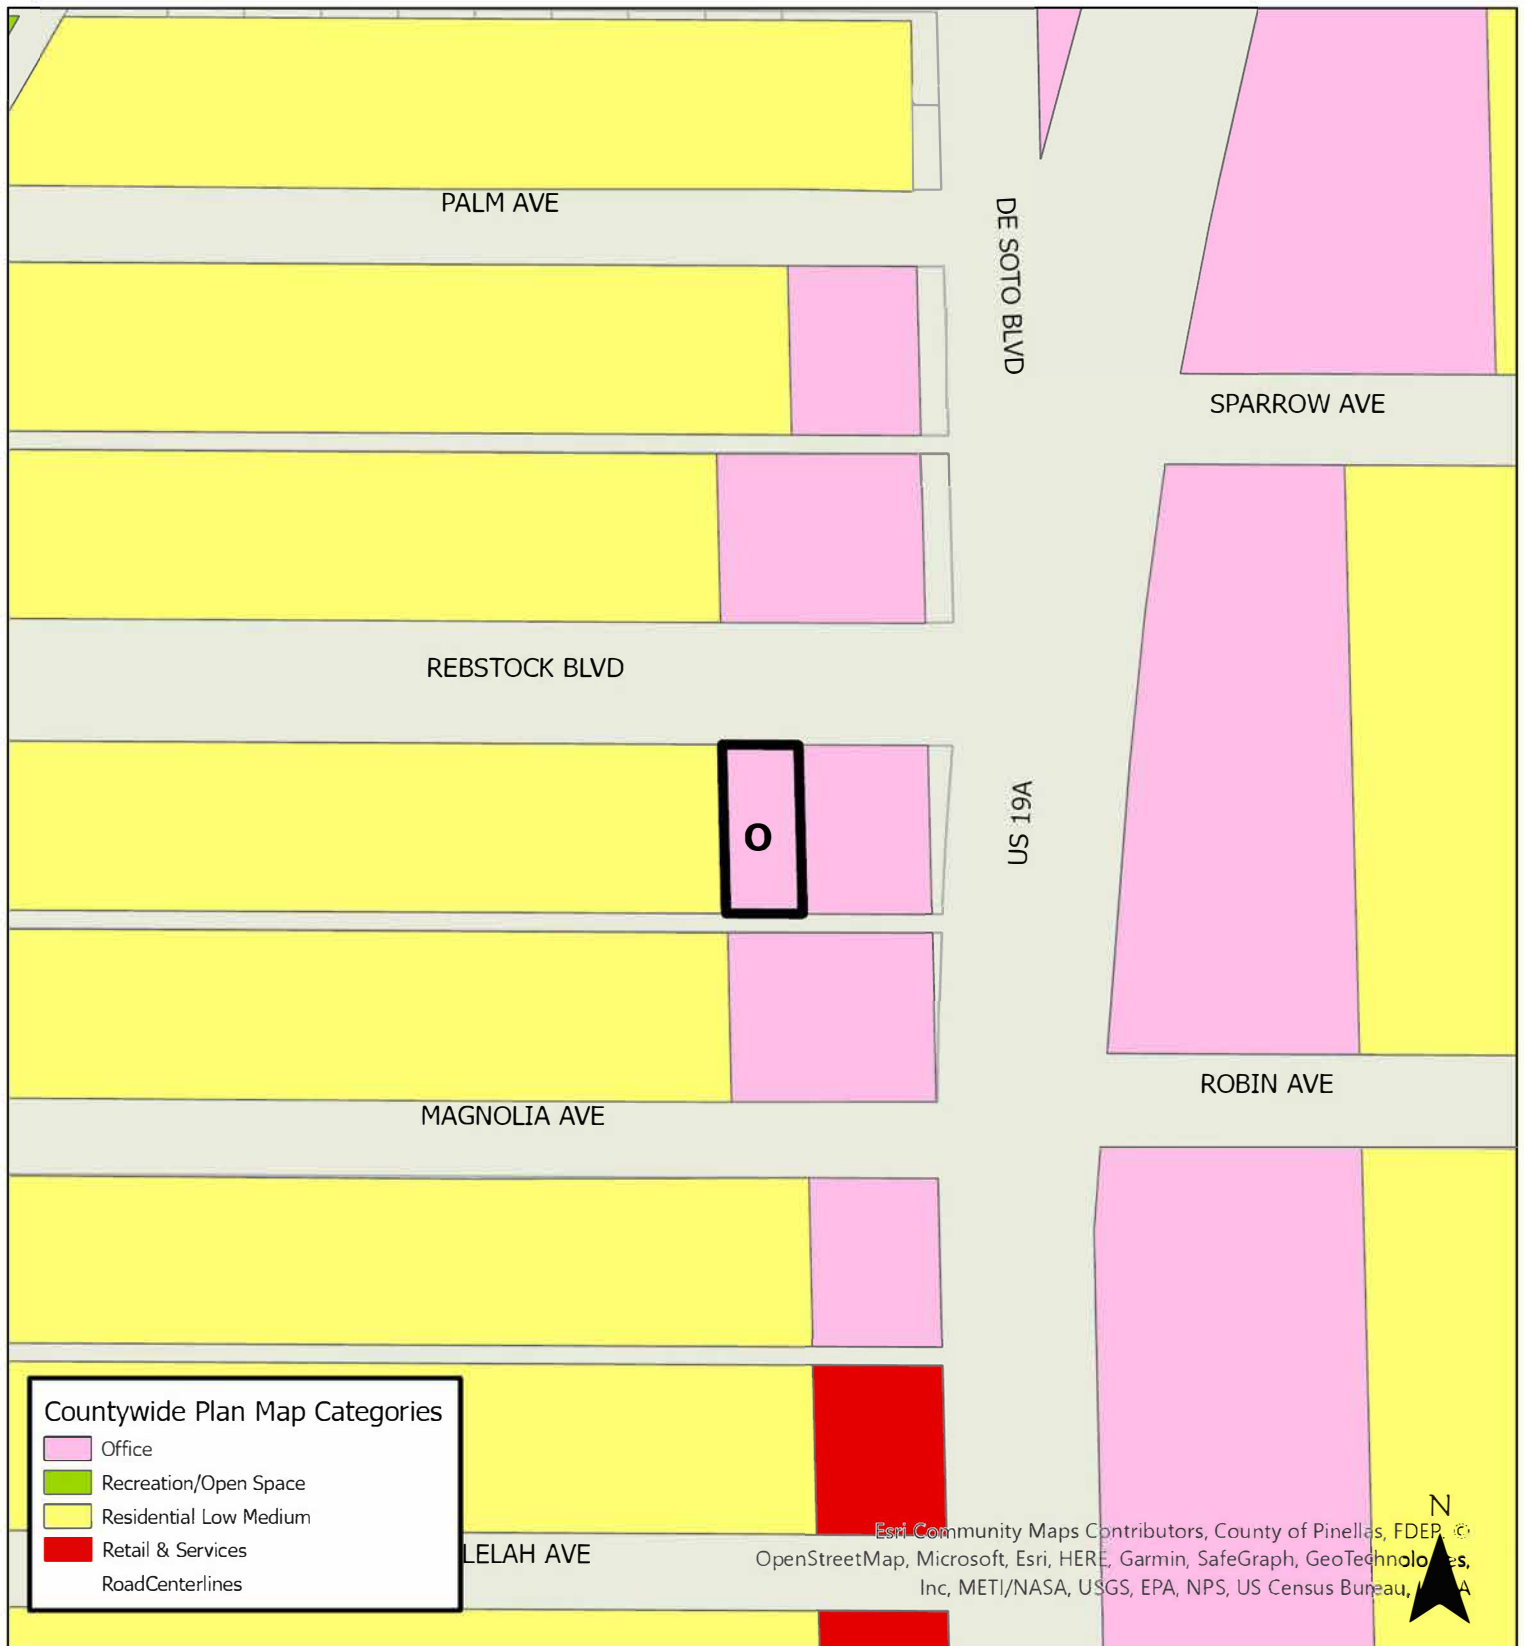 PALM AVE
DE SOTO BLVD
SPARROW AVE
REBSTOCK BLVD
US 19A
O
ROBIN AVE
MAGNOLIA AVE
Countywide Plan Map Categories
Office
Recreation/Open Space
Residential Low Medium
Retail & Services
RoadCenterlines
LELAH AVE
N
Esri Community Maps Contributors, County of Pinellas, FDEP, ©
OpenStreetMap, Microsoft, Esri, HERE, Garmin, SafeGraph,
Inc, METI/NASA, USGS, EPA, NPS, US Census Bureau,